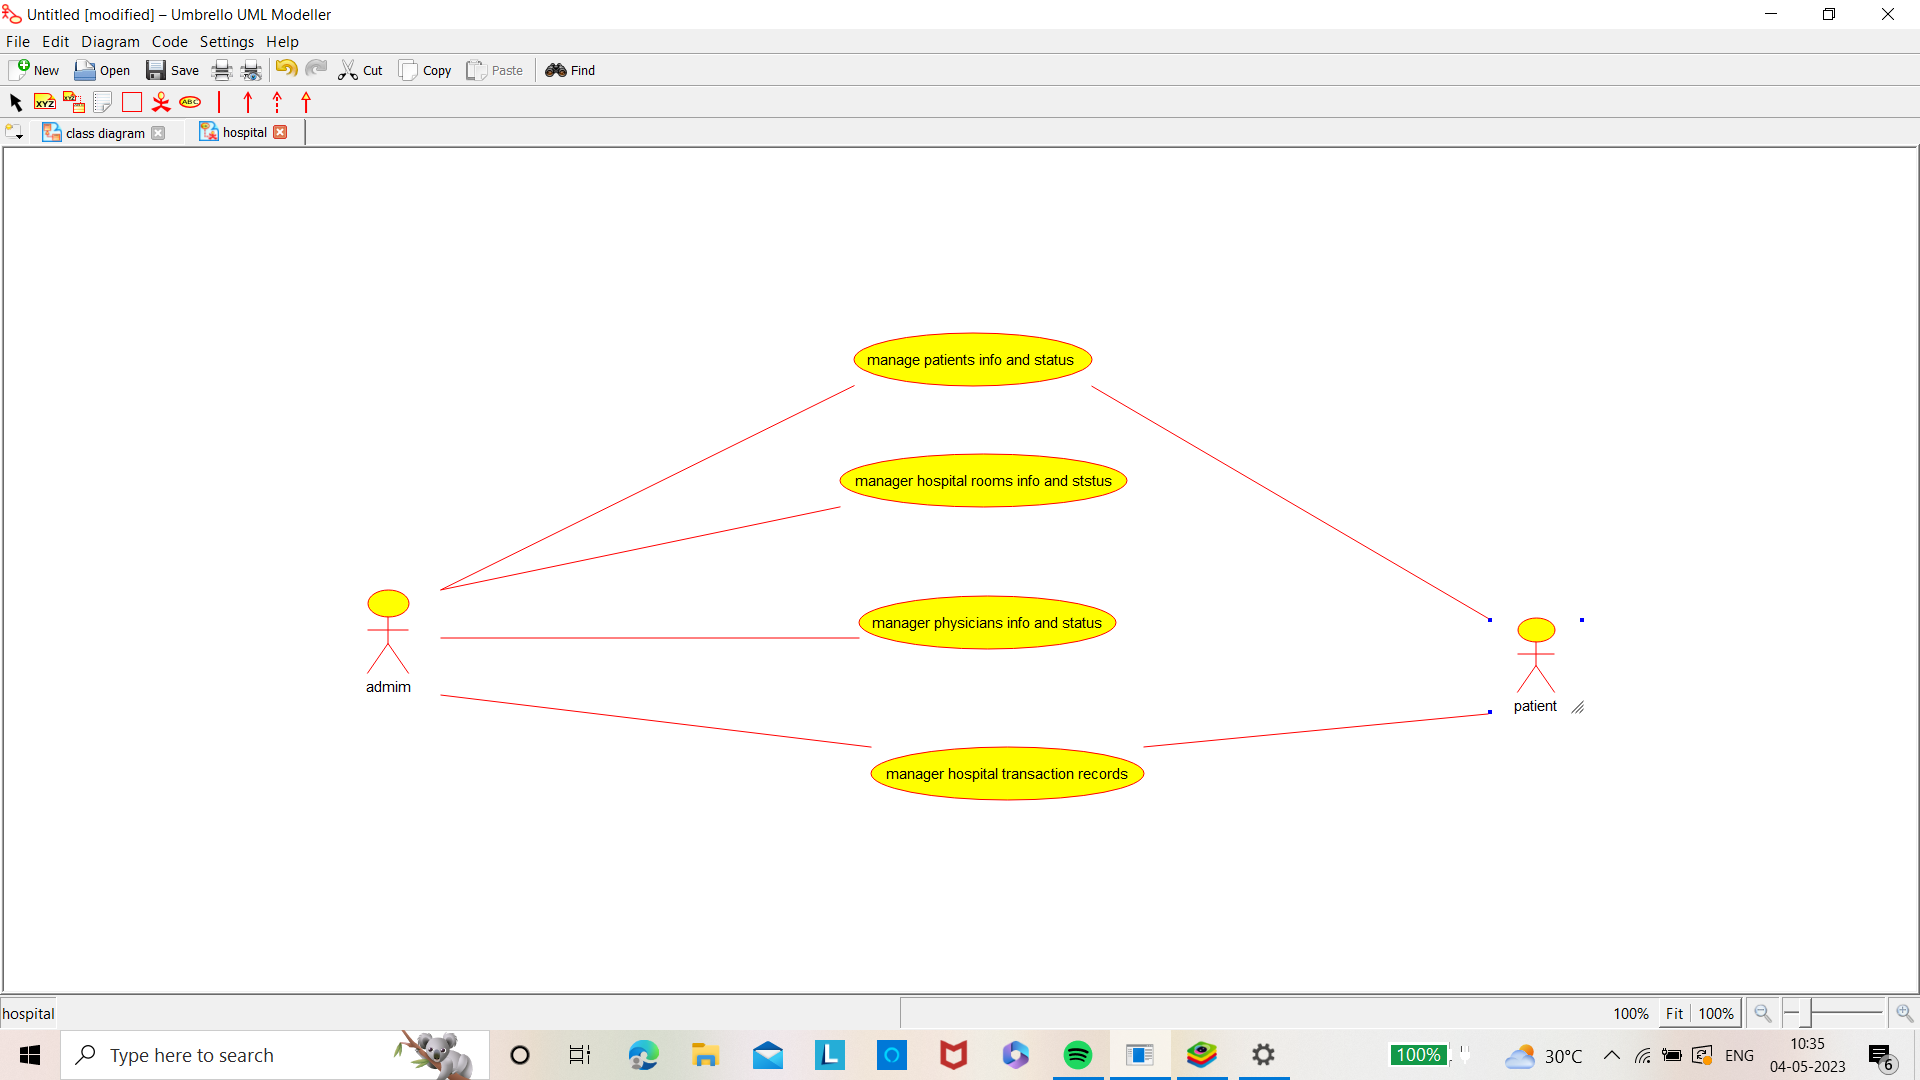 Untitled [modified] – Umbrello UML Modeller
File Edit Diagram Code Settings Help
New Open Save Cut Copy Paste Find
XYZ XYZ ABC
class diagram hospital
manage patients info and status
manager hospital rooms info and ststus
manager physicians info and status
admim
patient
manager hospital transaction records
hospital 100% Fit 100%
Type here to search L 100% 30°C ENG 10:35
04-05-2023 6